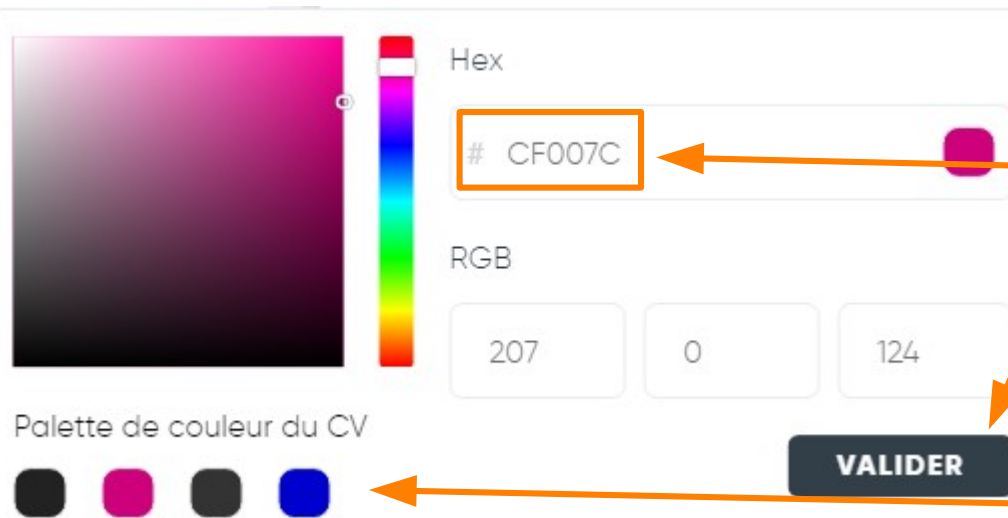 Hex
# CF007C
RGB
207 0 124
Palette de couleur du CV
VALIDER